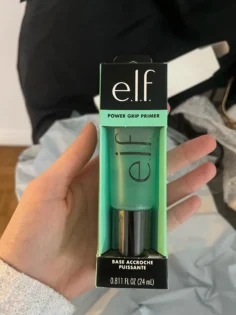 e.l.f.
POWER GRIP PRIMER
e.l.f.
BASE ACCROCHE
PUISSANTE
0.811 fl oz (24 mL)